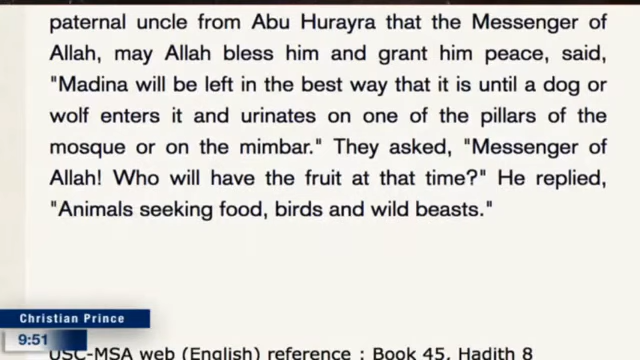 paternal uncle from Abu Hurayra that the Messenger of
Allah, may Allah bless him and grant him peace, said,
"Madina will be left in the best way that it is until a dog or
wolf enters it and urinates on one of the pillars of the
mosque or on the mimbar." They asked, "Messenger of
Allah! Who will have the fruit at that time?" He replied,
"Animals seeking food, birds and wild beasts."
Christian Prince
9:51
USC-MSA web (English) reference : Book 45, Hadith 8